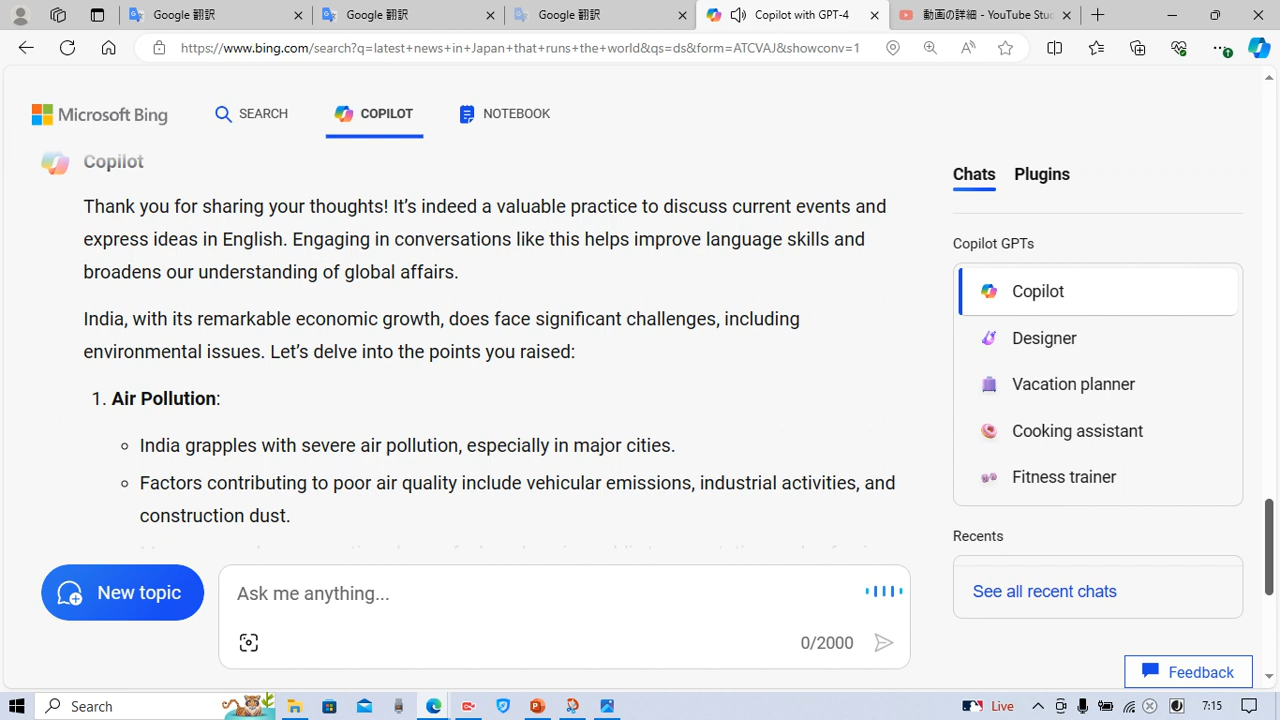 Google 翻訳
Google 翻訳
Google 翻訳
Copilot with GPT-4
動画の詳細 - YouTube Stu
https://www.bing.com/search?q=latest+news+in+Japan+that+runs+the+world&qs=ds&form=ATCVAJ&showconv=1
Microsoft Bing
SEARCH
COPILOT
NOTEBOOK
Copilot
Thank you for sharing your thoughts! It's indeed a valuable practice to discuss current events and
express ideas in English. Engaging in conversations like this helps improve language skills and
broadens our understanding of global affairs.
India, with its remarkable economic growth, does face significant challenges, including
environmental issues. Let's delve into the points you raised:
1. Air Pollution:
◦ India grapples with severe air pollution, especially in major cities.
◦ Factors contributing to poor air quality include vehicular emissions, industrial activities, and
construction dust.
New topic
Ask me anything...
0/2000
Chats
Plugins
Copilot GPTs
Copilot
Designer
Vacation planner
Cooking assistant
Fitness trainer
Recents
See all recent chats
Feedback
Search
Live
7:15